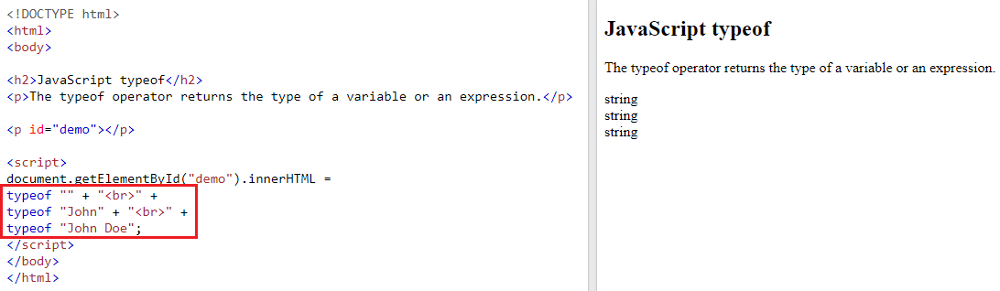 <!DOCTYPE html>
<html>
<body>
<h2>JavaScript typeof</h2>
<p>The typeof operator returns the type of a variable or an expression.</p>
<p id="demo"></p>
<script>
document.getElementById("demo").innerHTML =
typeof "" + "<br>" +
typeof "John" + "<br>" +
typeof "John Doe";
</script>
</body>
</html>
JavaScript typeof
The typeof operator returns the type of a variable or an expression.
string
string
string